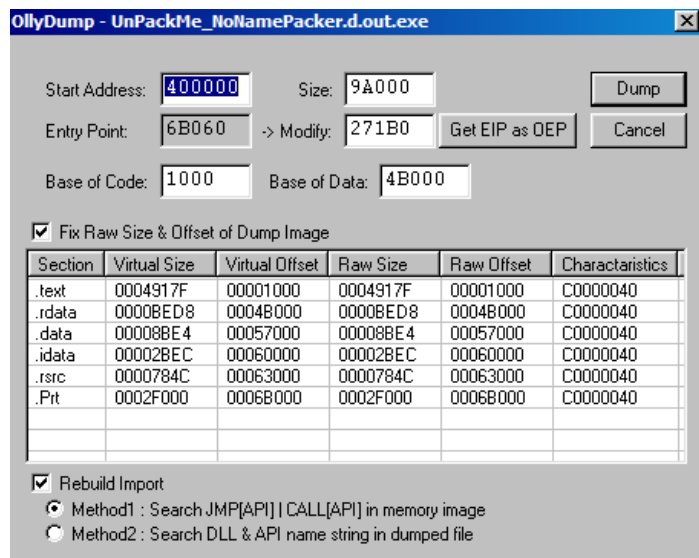 OllyDump - UnPackMe_NoNamePacker.d.out.exe
Start Address: 400000 Size: 9A000 Dump
Entry Point: 6B060 -> Modify: 271B0 Get EIP as OEP Cancel
Base of Code: 1000 Base of Data: 4B000
Fix Raw Size & Offset of Dump Image
Section Virtual Size Virtual Offset Raw Size Raw Offset Charactaristics
.text 0004917F 00001000 0004917F 00001000 C0000040
.rdata 0000BED8 0004B000 0000BED8 0004B000 C0000040
.data 00008BE4 00057000 00008BE4 00057000 C0000040
.idata 00002BEC 00060000 00002BEC 00060000 C0000040
.rsrc 0000784C 00063000 0000784C 00063000 C0000040
.Prt 0002F000 0006B000 0002F000 0006B000 C0000040
Rebuild Import
Method1 : Search JMP[API] | CALL[API] in memory image
Method2 : Search DLL & API name string in dumped file